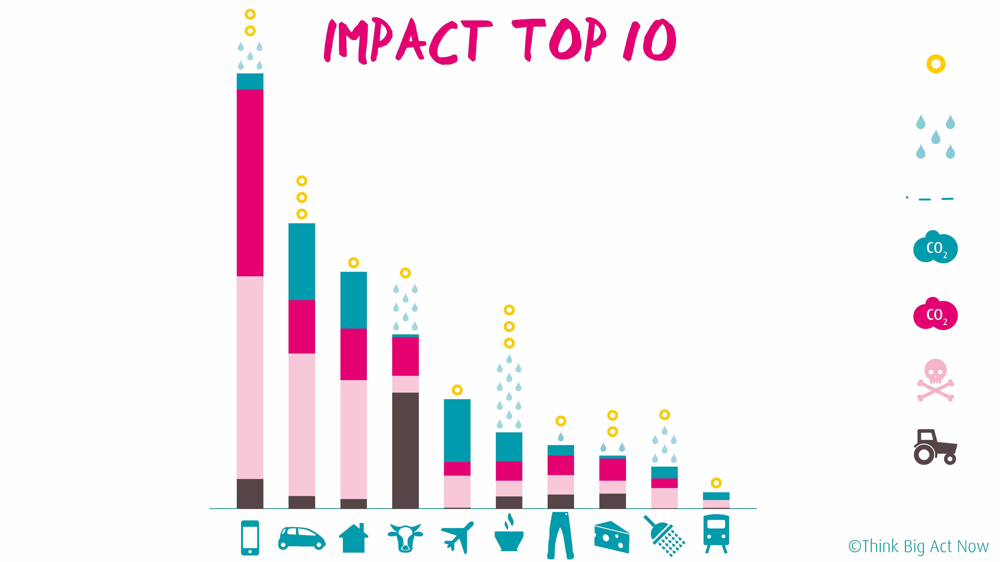 IMPACT TOP 10
CO2
CO2
©Think Big Act Now